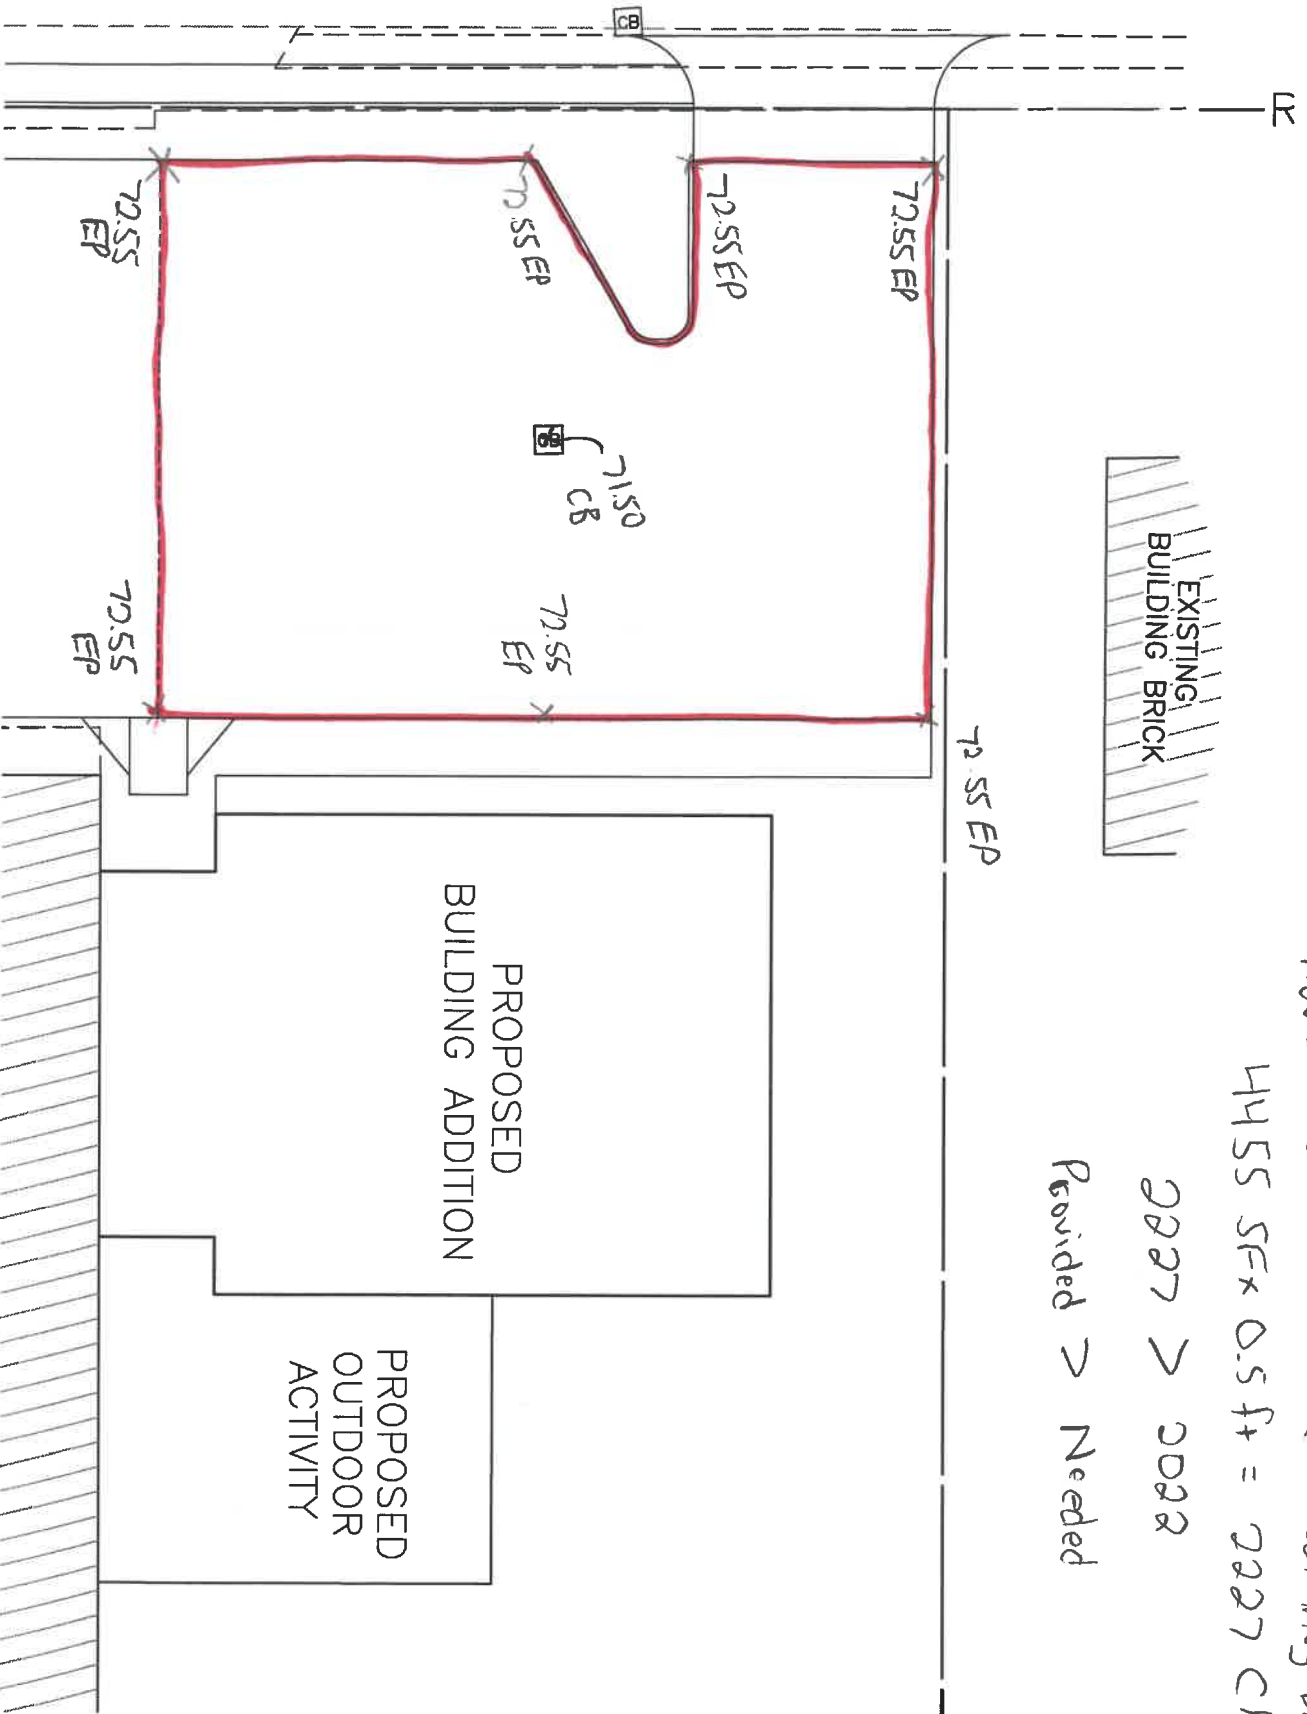 4455 SF x 0.5 ft = 2227 C
2227 > 2022
Provided > Needed
R
CB
EXISTING
BUILDING BRICK
72.55 EP
72.55 EP
72.55 EP
72.55
EP
71.50
CB
CB
72.55 EP
72.55
EP
72.55
EP
PROPOSED
BUILDING ADDITION
PROPOSED
OUTDOOR
ACTIVITY